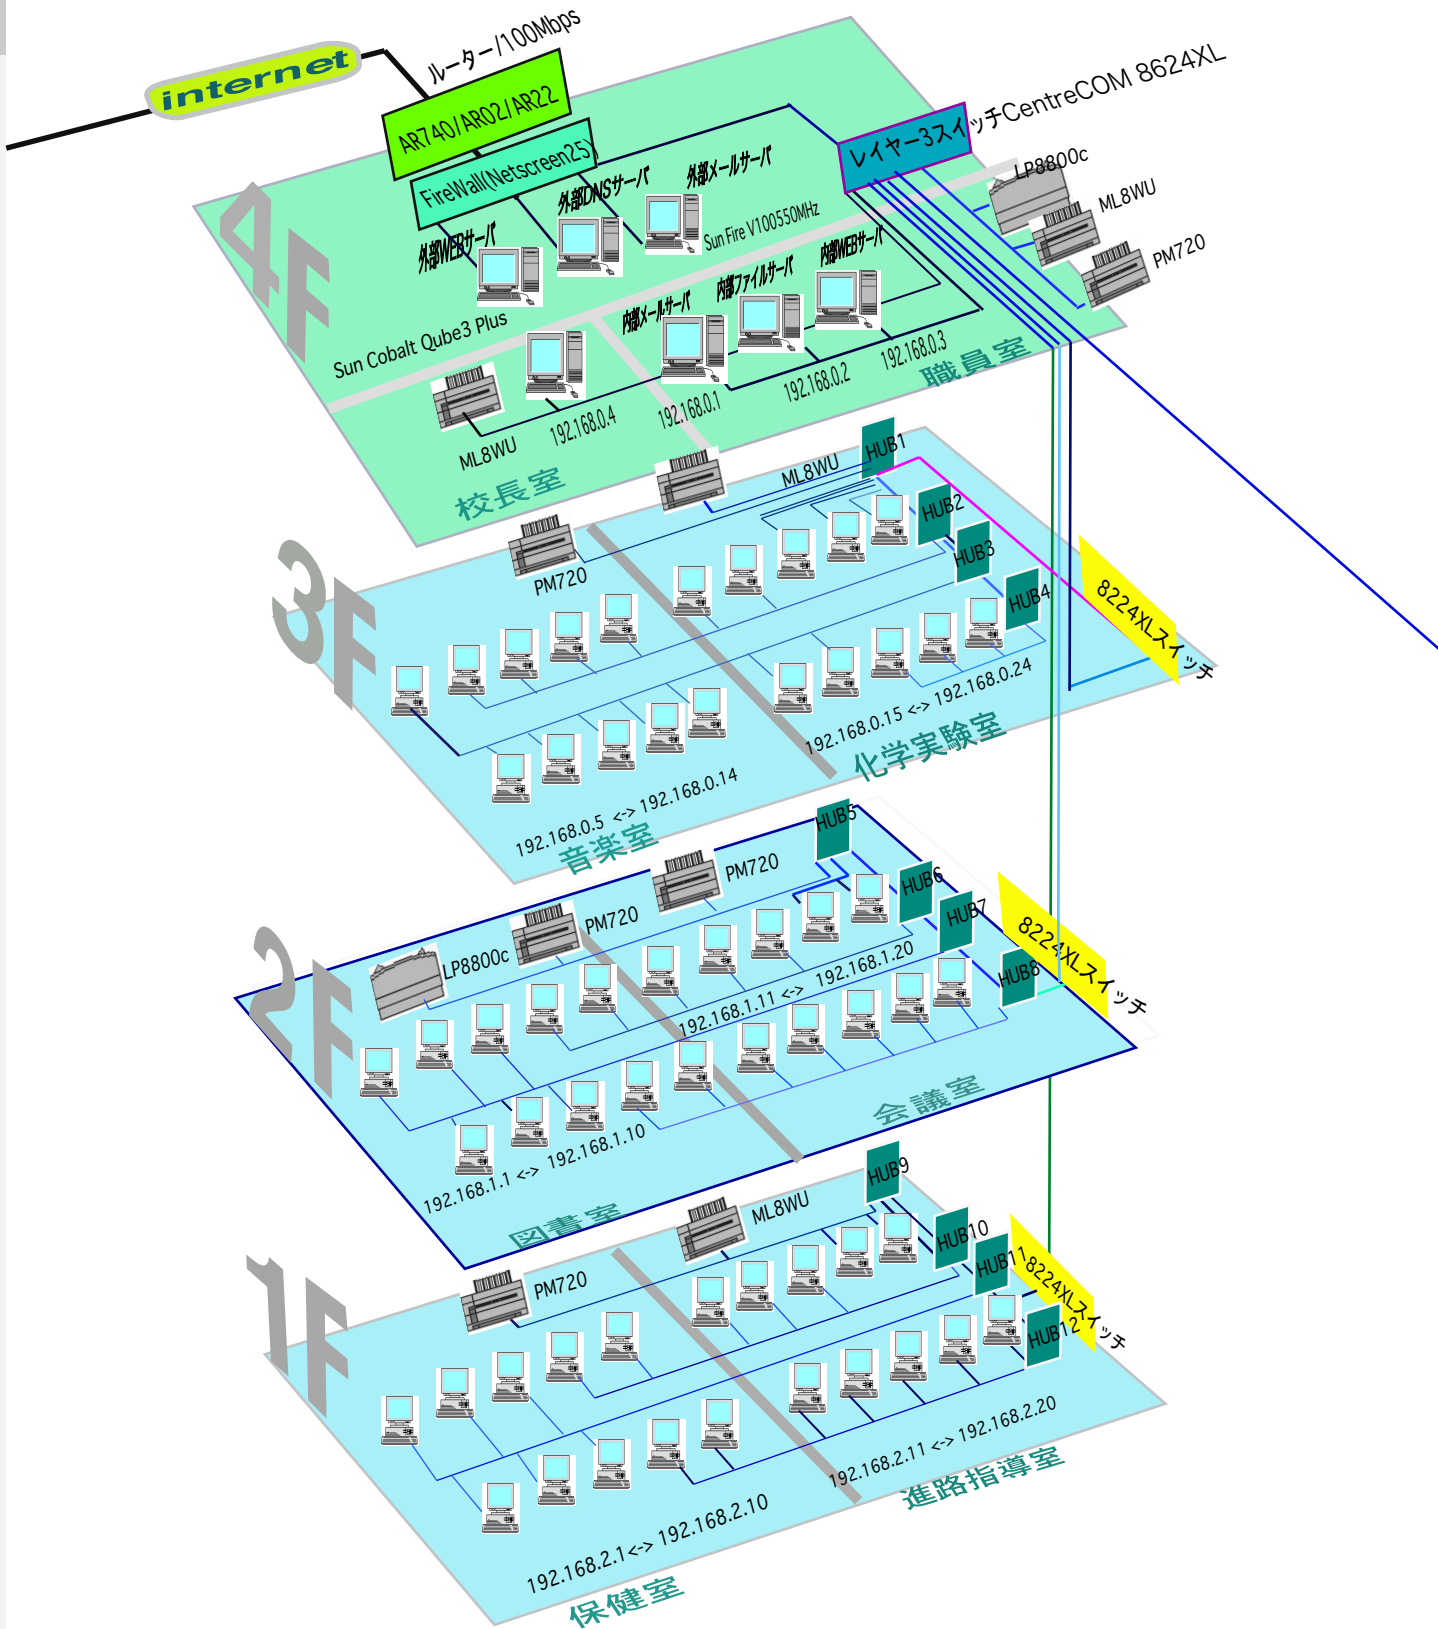 internet
ルーター/100Mbps
AR740/AR02/AR22
FireWall(Netscreen25)
レイヤー3スイッチCentreCOM 8624XL
4F
外部WEBサーバ
外部DNSサーバ
外部メールサーバ
Sun Fire V100550MHz
LP8800c
ML8WU
PM720
内部メールサーバ
内部ファイルサーバ
内部WEBサーバ
Sun Cobalt Qube3 Plus
ML8WU
192.168.0.4
192.168.0.1
192.168.0.2
192.168.0.3
職員室
校長室
3F
ML8WU
HUB1
HUB2
HUB3
HUB4
PM720
8224XLスイッチ
192.168.0.15 <-> 192.168.0.24
化学実験室
192.168.0.5 <-> 192.168.0.14
音楽室
2F
HUB5
HUB6
HUB7
HUB8
PM720
PM720
LP8800c
8224XLスイッチ
192.168.1.11 <-> 192.168.1.20
会議室
192.168.1.1 <-> 192.168.1.10
図書室
1F
HUB9
HUB10
HUB11
HUB12
ML8WU
PM720
8224XLスイッチ
192.168.2.11 <-> 192.168.2.20
進路指導室
192.168.2.1<-> 192.168.2.10
保健室